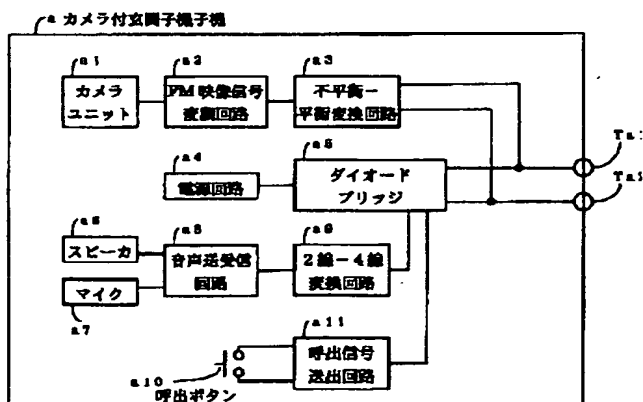 a カメラ付玄関子機子機
a1
カメラ
ユニット
a2
FM映像信号
変調回路
a3
不平衡−
平衡変換回路
Ta1
Ta2
a4
電源回路
a5
ダイオード
ブリッジ
a6
スピーカ
a7
マイク
a8
音声送受信
回路
a9
2線−4線
変換回路
a10
呼出ボタン
a11
呼出信号
送出回路